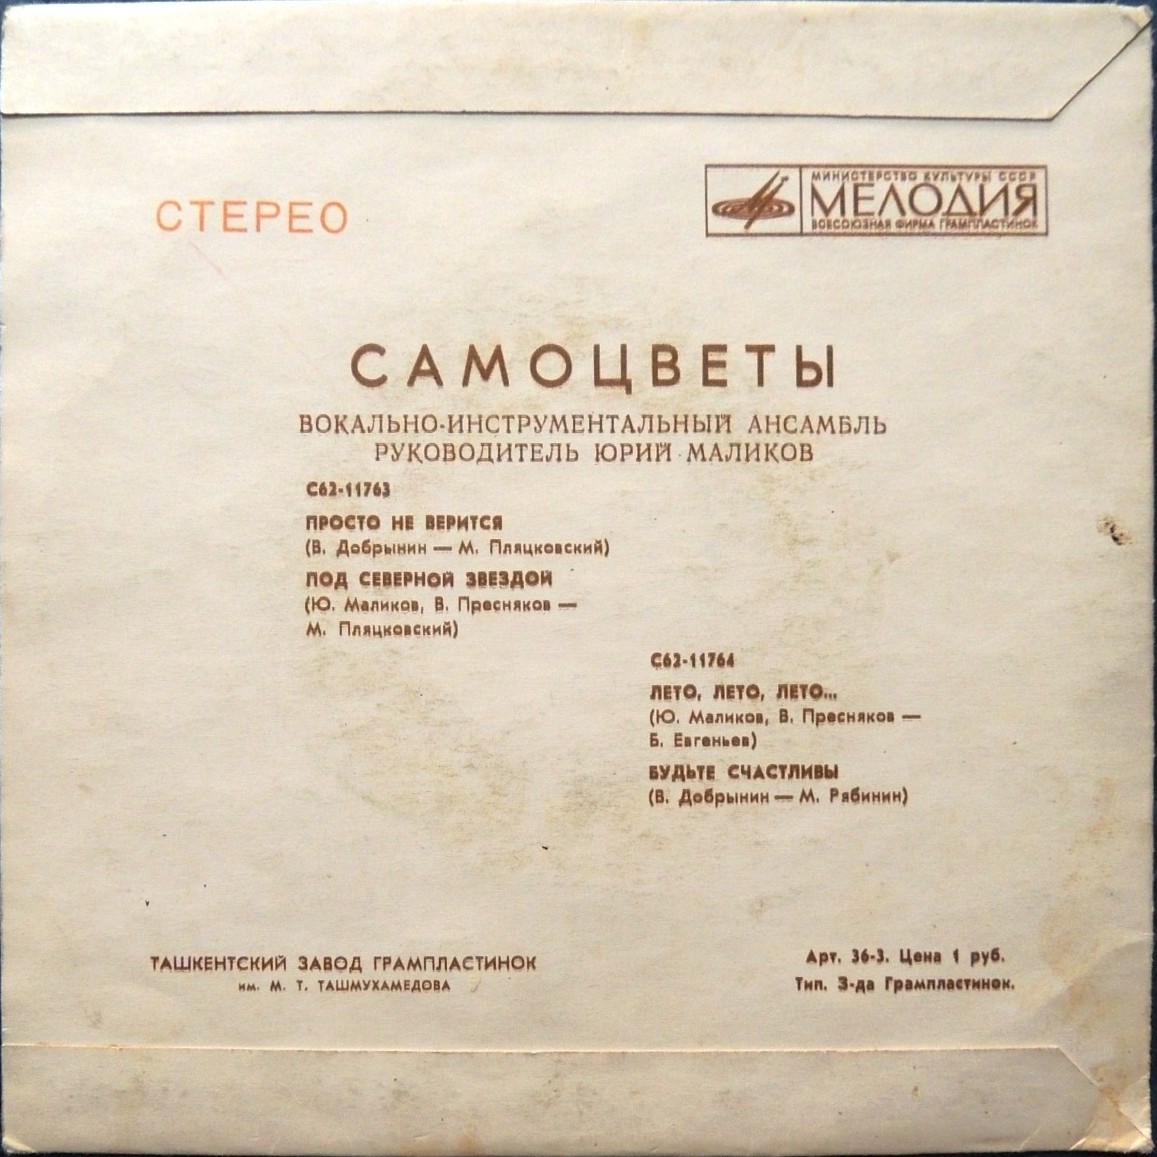 СТЕРЕО
МИНИСТЕРСТВО КУЛЬТУРЫ СССР
МЕЛОДИЯ
ВСЕСОЮЗНАЯ ФИРМА ГРАМПЛАСТИНОК
САМОЦВЕТЫ
ВОКАЛЬНО-ИНСТРУМЕНТАЛЬНЫЙ АНСАМБЛЬ
РУКОВОДИТЕЛЬ ЮРИЙ МАЛИКОВ
С62-11763
ПРОСТО НЕ ВЕРИТСЯ
(В. Добрынин — М. Пляцковский)
ПОД СЕВЕРНОЙ ЗВЕЗДОЙ
(Ю. Маликов, В. Пресняков —
М. Пляцковский)
С62-11764
ЛЕТО, ЛЕТО, ЛЕТО...
(Ю. Маликов, В. Пресняков —
Б. Евгеньев)
БУДЬТЕ СЧАСТЛИВЫ
(В. Добрынин — М. Рябинин)
ТАШКЕНТСКИЙ ЗАВОД ГРАМПЛАСТИНОК
им. М. Т. ТАШМУХАМЕДОВА
Арт. 36-3. Цена 1 руб.
Тип. З-да Грампластинок.